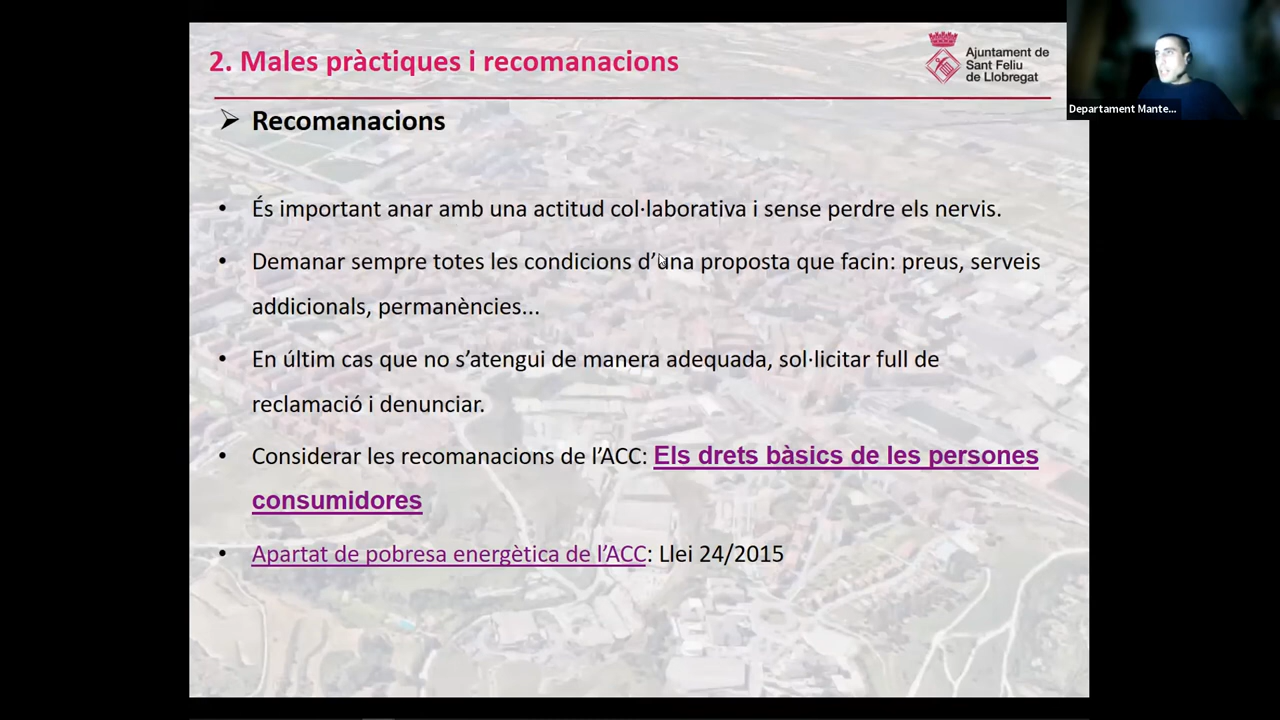 2. Males pràctiques i recomanacions
Ajuntament de
Sant Feliu
de Llobregat
Departament Mante...
Recomanacions
• És important anar amb una actitud col·laborativa i sense perdre els nervis.
• Demanar sempre totes les condicions d’una proposta que facin: preus, serveis
addicionals, permanències...
• En últim cas que no s’atengui de manera adequada, sol·licitar full de
reclamació i denunciar.
• Considerar les recomanacions de l’ACC: Els drets bàsics de les persones
consumidores
• Apartat de pobresa energètica de l’ACC: Llei 24/2015